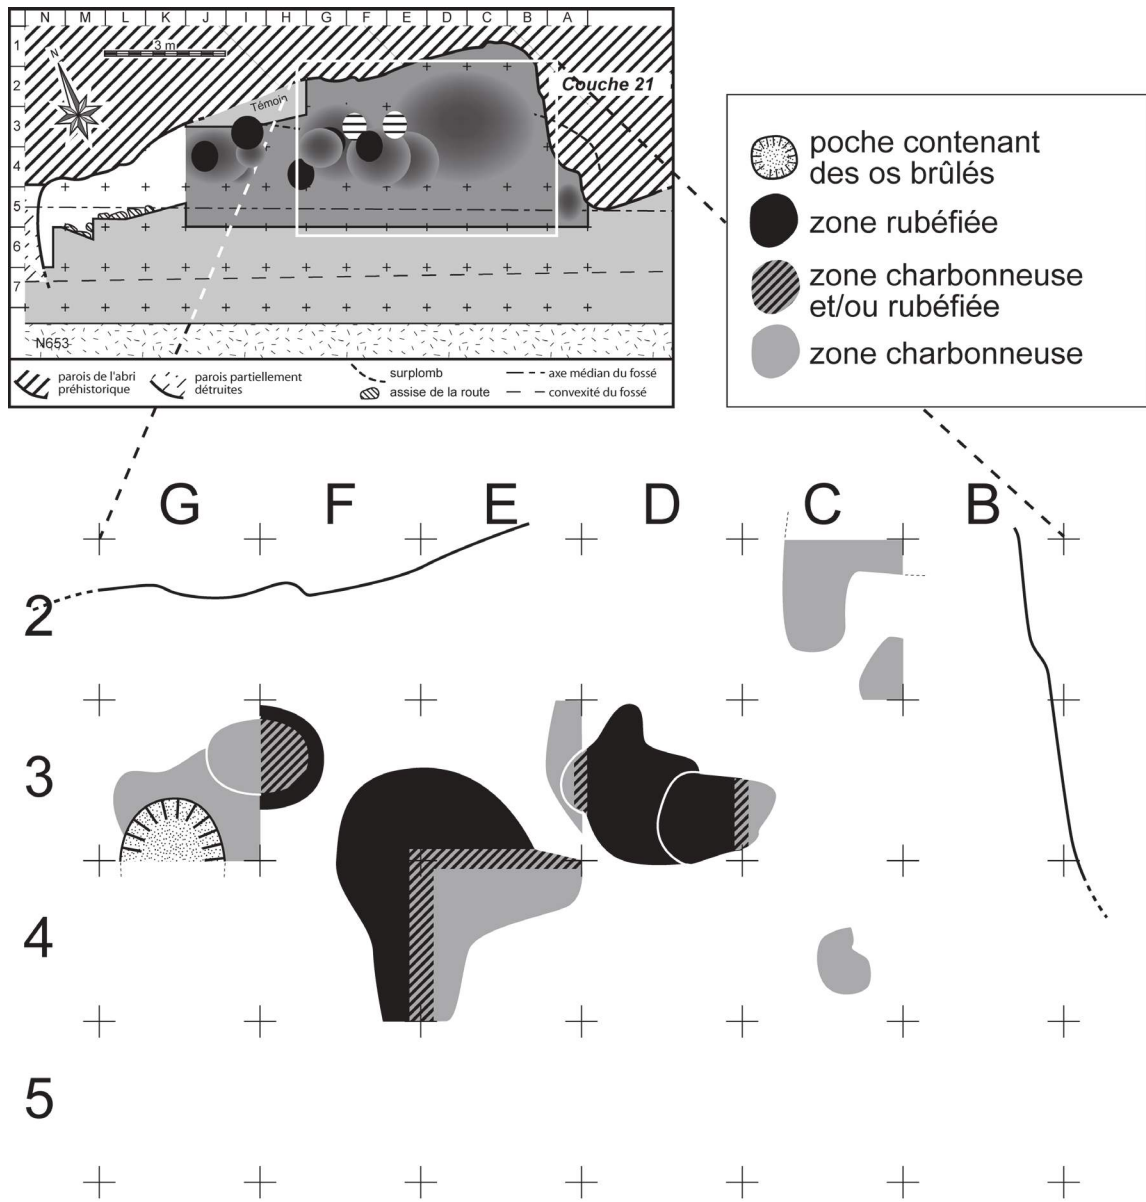 N M L K J I H G F E D C B A
1
2
3
4
5
6
7
N
3 m
Témoin
Couche 21
N653
parois de l'abri
préhistorique
parois partiellement
détruites
surplomb
assise de la route
axe médian du fossé
convexité du fossé
poche contenant
des os brûlés
zone rubéfiée
zone charbonneuse
et/ou rubéfiée
zone charbonneuse
G F E D C B
2
3
4
5